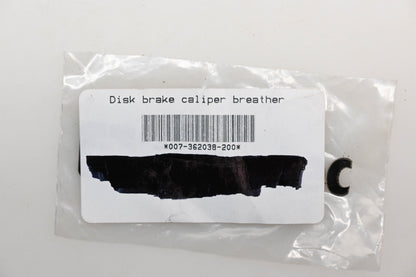 Disk brake caliper breather
*007-362038-200*
C